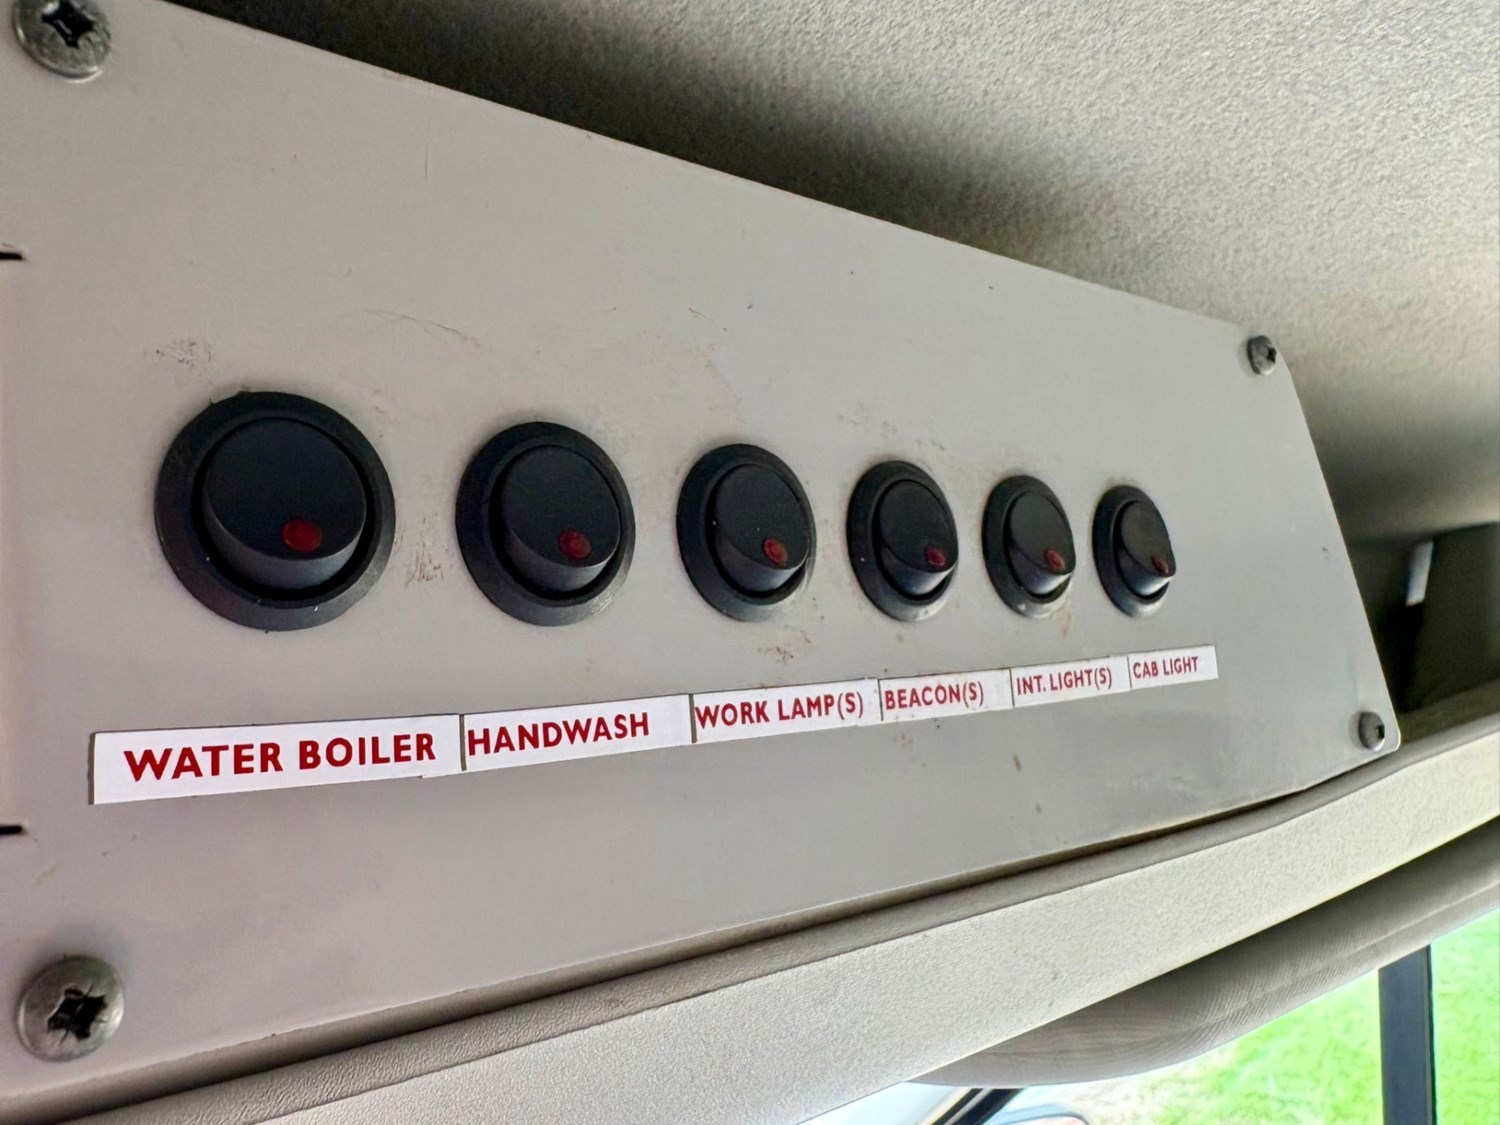 WATER BOILER
HANDWASH
WORK LAMP(S)
BEACON(S)
INT. LIGHT(S)
CAB LIGHT